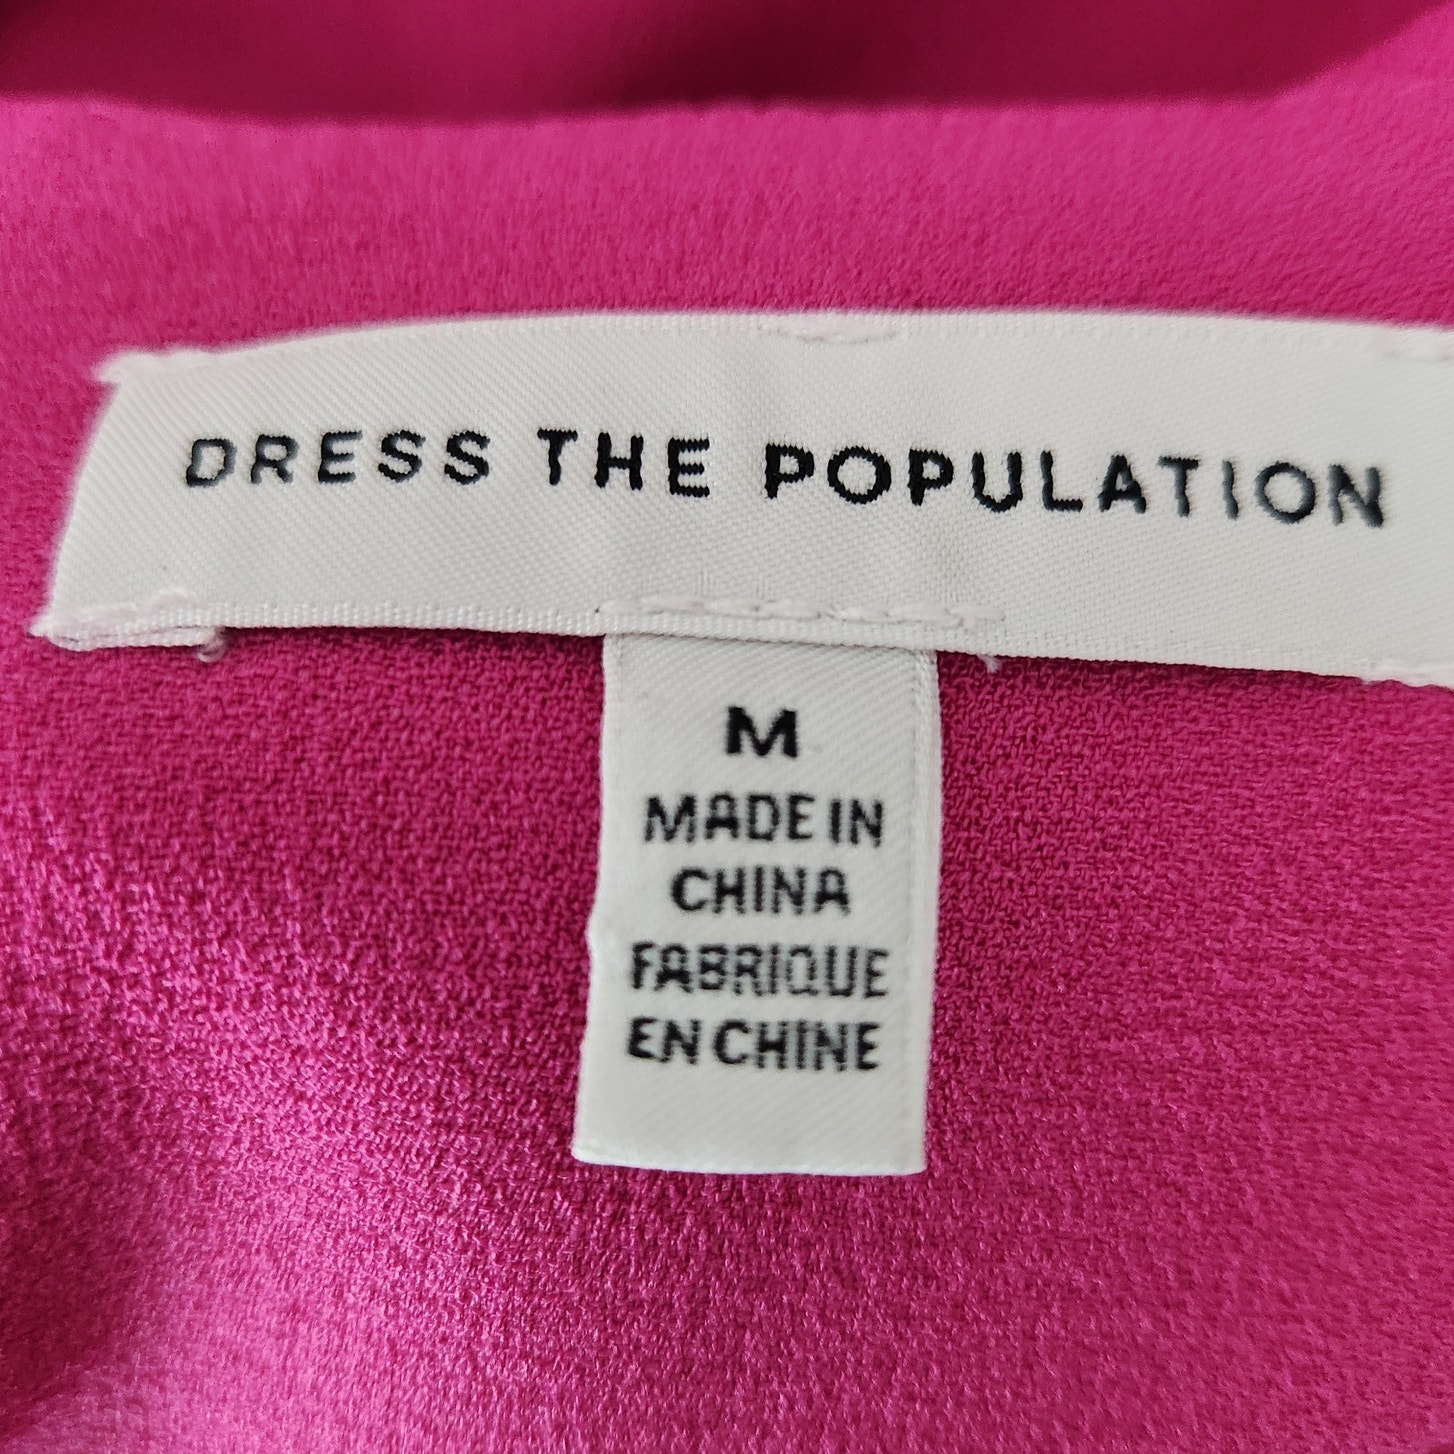 DRESS THE POPULATION
M
MADE IN
CHINA
FABRIQUE
EN CHINE